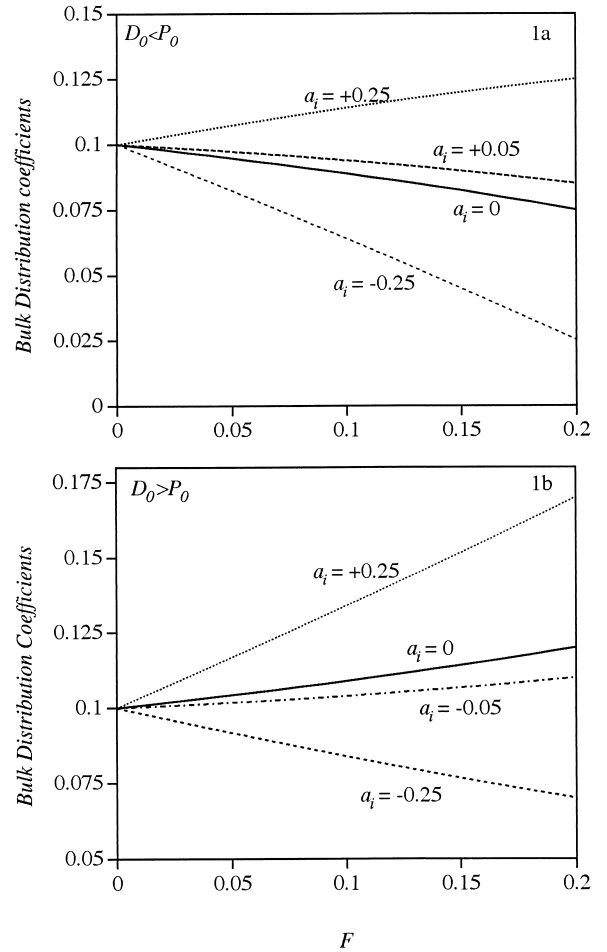 0.15
D0<P0
1a
0.125
ai = +0.25
0.1
ai = +0.05
0.075
ai = 0
0.05
ai = -0.25
0.025
0
0 0.05 0.1 0.15 0.2
Bulk Distribution coefficients
0.175
D0>P0
1b
0.15
ai = +0.25
0.125
ai = 0
0.1
ai = -0.05
0.075
ai = -0.25
0.05
0 0.05 0.1 0.15 0.2
Bulk Distribution Coefficients
F